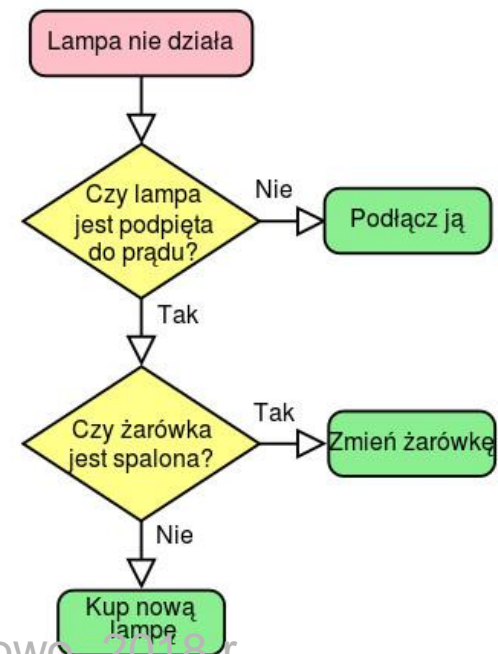 Lampa nie działa
Czy lampa
jest podpięta
do prądu?
Nie
Podłącz ją
Tak
Czy żarówka
jest spalona?
Tak
Zmień żarówkę
Nie
Kup nową
lampę
2018 r